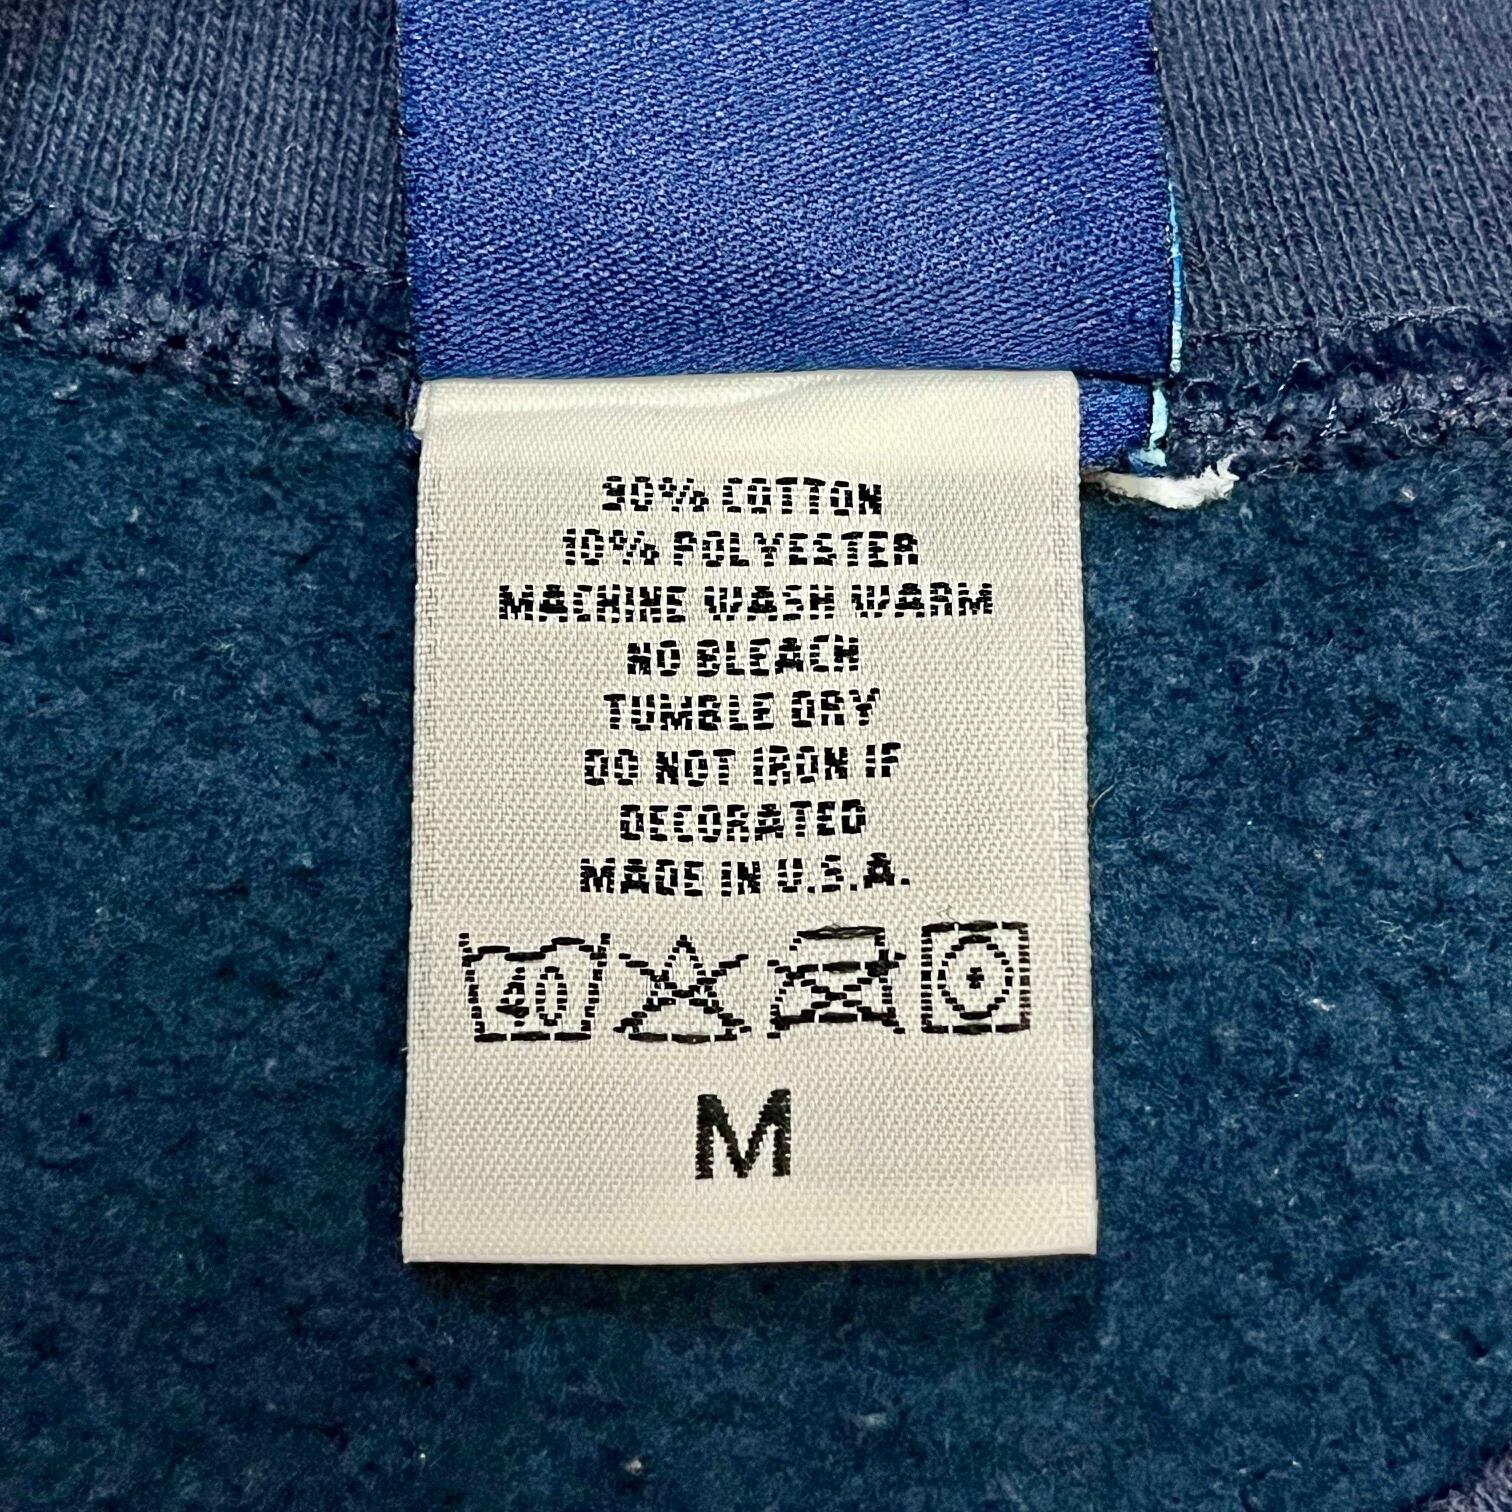 90% COTTON
10% POLYESTER
MACHINE WASH WARM
NO BLEACH
TUMBLE DRY
DO NOT IRON IF
DECORATED
MADE IN U.S.A.
40
M